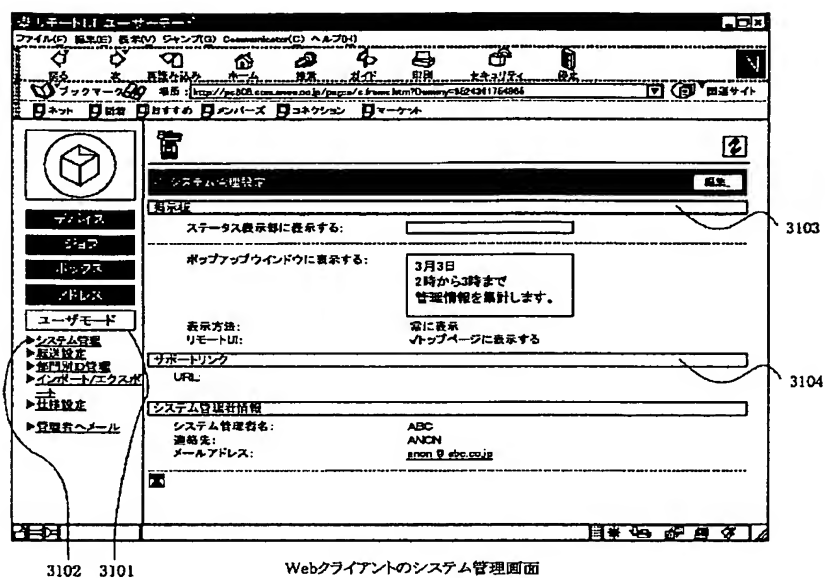 リモートUI ユーザーモード
ファイル(F) 編集(E) 表示(V) ジャンプ(G) Communicator(C) ヘルプ(H)
戻る 次 再読み込み ホーム 検索 ガイド 印刷 セキュリティ 停止
ブックマーク 場所: 関連サイト
ネット 新着 おすすめ メンバーズ コネクション マーケット
システム管理設定 編集
デバイス
ジョブ
ボックス
アドレス
ユーザモード
▶システム管理
▶転送設定
▶部門別ID管理
▶インポート/エクスポ
ート
▶仕様設定
▶管理者へメール
掲示板
ステータス表示部に表示する:
ポップアップウインドウに表示する:
3月3日
2時から3時まで
管理情報を集計します。
表示方法: 常に表示
リモートUI: √トップページに表示する
サポートリンク
URL:
システム管理者情報
システム管理者名: ABC
連絡先: ANCN
メールアドレス: anon@abc.co.jp
3103
3104
3102 3101
Webクライアントのシステム管理画面